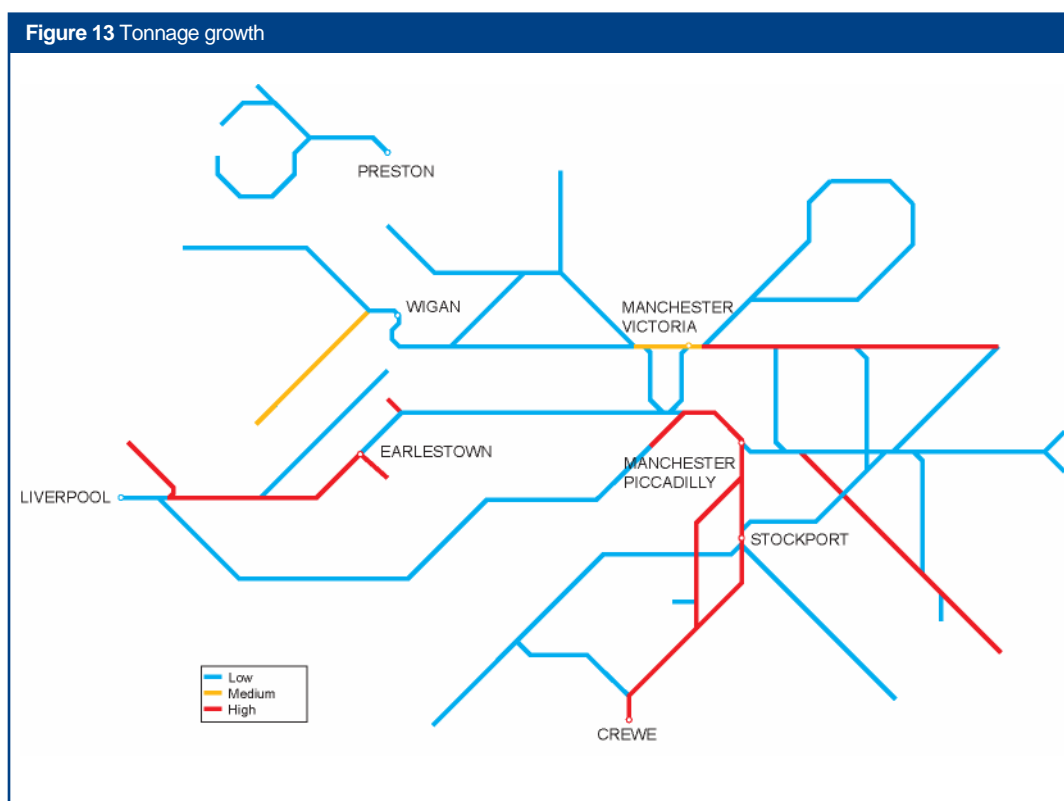 Figure 13 Tonnage growth
PRESTON
WIGAN
MANCHESTER
VICTORIA
EARLESTOWN
MANCHESTER
PICCADILLY
LIVERPOOL
STOCKPORT
Low
Medium
High
CREWE